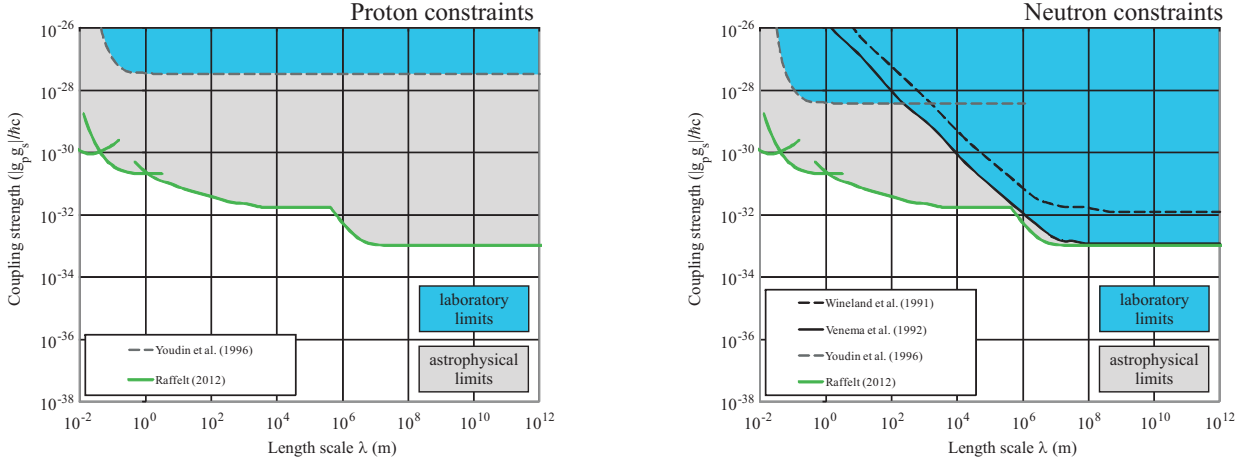 Proton constraints
Coupling strength (|g_p g_s|/ħc)
10^-26
10^-28
10^-30
10^-32
10^-34
10^-36
10^-38
laboratory
limits
astrophysical
limits
Youdin et al. (1996)
Raffelt (2012)
10^-2
10^0
10^2
10^4
10^6
10^8
10^10
10^12
Length scale λ (m)
Neutron constraints
Coupling strength (|g_p g_s|/ħc)
10^-26
10^-28
10^-30
10^-32
10^-34
10^-36
10^-38
Wineland et al. (1991)
Venema et al. (1992)
Youdin et al. (1996)
Raffelt (2012)
laboratory
limits
astrophysical
limits
10^-2
10^0
10^2
10^4
10^6
10^8
10^10
10^12
Length scale λ (m)